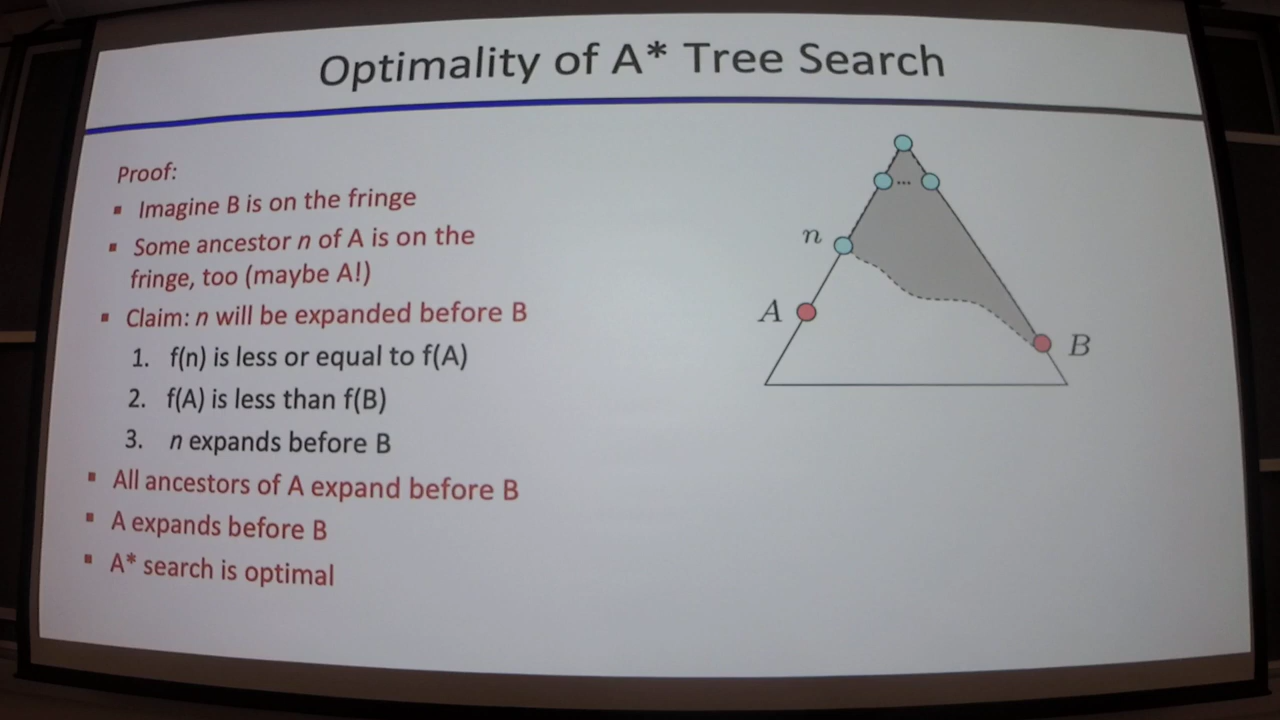 Optimality of A* Tree Search
Proof:
▪ Imagine B is on the fringe
▪ Some ancestor n of A is on the
fringe, too (maybe A!)
▪ Claim: n will be expanded before B
1. f(n) is less or equal to f(A)
2. f(A) is less than f(B)
3. n expands before B
▪ All ancestors of A expand before B
▪ A expands before B
▪ A* search is optimal
...
n
A
B